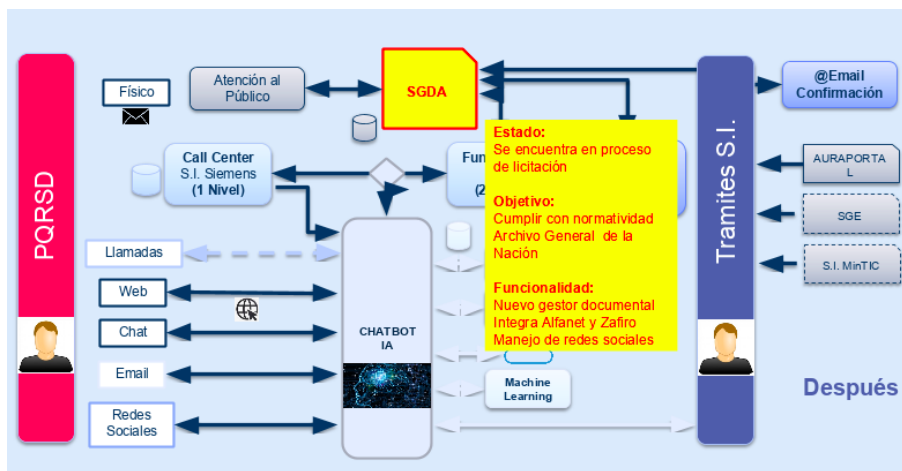 PQRSD
Físico
Atención al
Público
SGDA
@Email
Confirmación
Call Center
S.I. Siemens
(1 Nivel)
Fun
(2
Estado:
Se encuentra en proceso
de licitación
Objetivo:
Cumplir con normatividad
Archivo General de la
Nación
Funcionalidad:
Nuevo gestor documental
Integra Alfanet y Zafiro
Manejo de redes sociales
Tramites S.I.
AURAPORTA
L
SGE
S.I. MinTIC
Llamadas
Web
Chat
Email
Redes
Sociales
CHATBOT
IA
Machine
Learning
Después